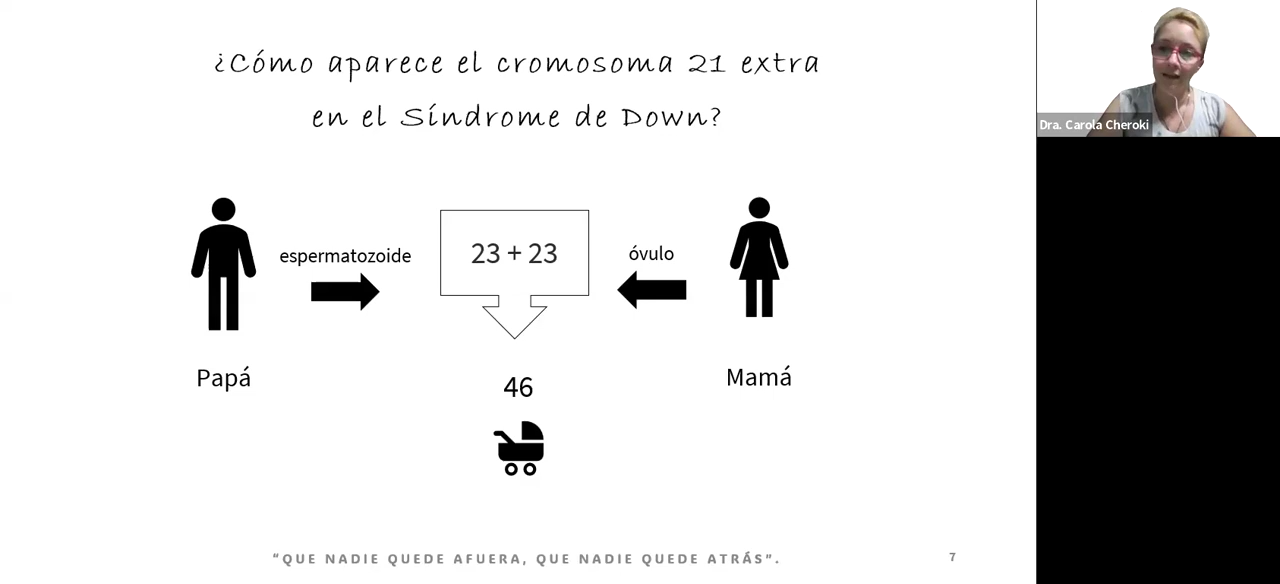 ¿Cómo aparece el cromosoma 21 extra
en el Síndrome de Down?
Dra. Carola Cheroki
espermatozoide
23 + 23
óvulo
Papá
46
Mamá
“QUE NADIE QUEDE AFUERA, QUE NADIE QUEDE ATRÁS”.
7